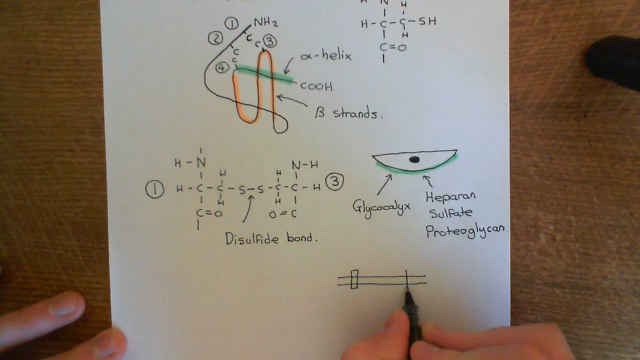 ① NH₂
② C C ③
C
④ C
α-helix
COOH
β strands.
N H
H-C-C-SH
H
C=O
H-N H H N-H
① H-C-C-S-S-C-C-H ③
H H
C=O O=C
Disulfide bond.
Glycocalyx
Heparan
Sulfate
Proteoglycan